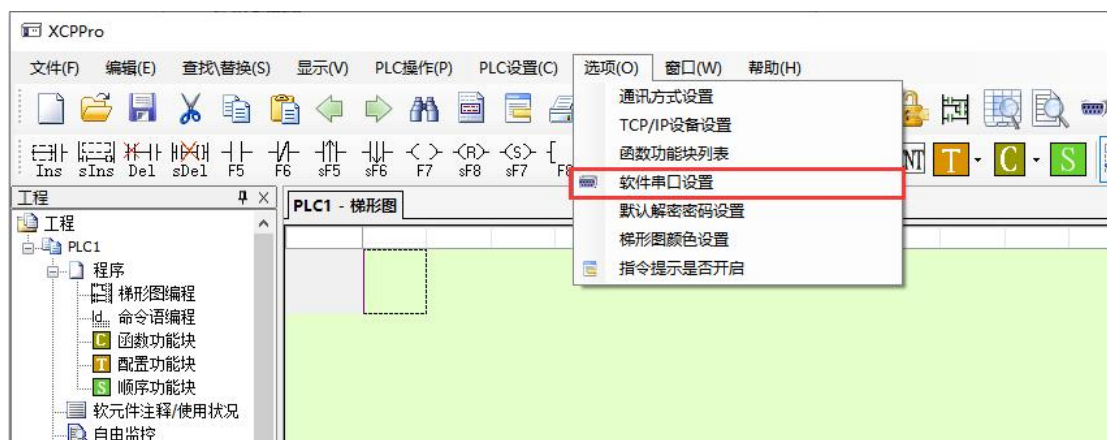 XCPPro
文件(F) 编辑(E) 查找\替换(S) 显示(V) PLC操作(P) PLC设置(C) 选项(O) 窗口(W) 帮助(H)
通讯方式设置
TCP/IP设备设置
函数功能块列表
软件串口设置
默认解密密码设置
梯形图颜色设置
指令提示是否开启
Ins sIns Del sDel F5 F6 sF5 sF6 F7 sF8 sF7
T C S
工程
PLC1 - 梯形图
工程
PLC1
程序
梯形图编程
命令语编程
C 函数功能块
T 配置功能块
S 顺序功能块
软元件注释/使用状况
自由监控